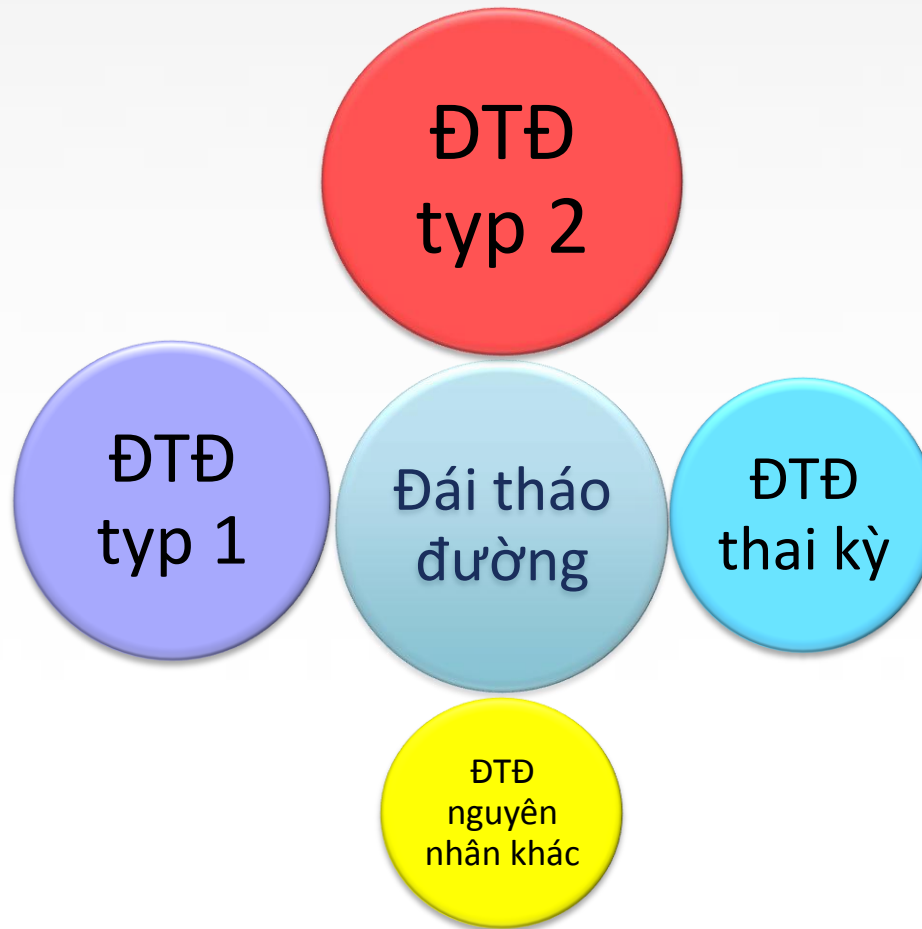 ĐTĐ
typ 2
ĐTĐ
typ 1
Đái tháo
đường
ĐTĐ
thai kỳ
ĐTĐ
nguyên
nhân khác